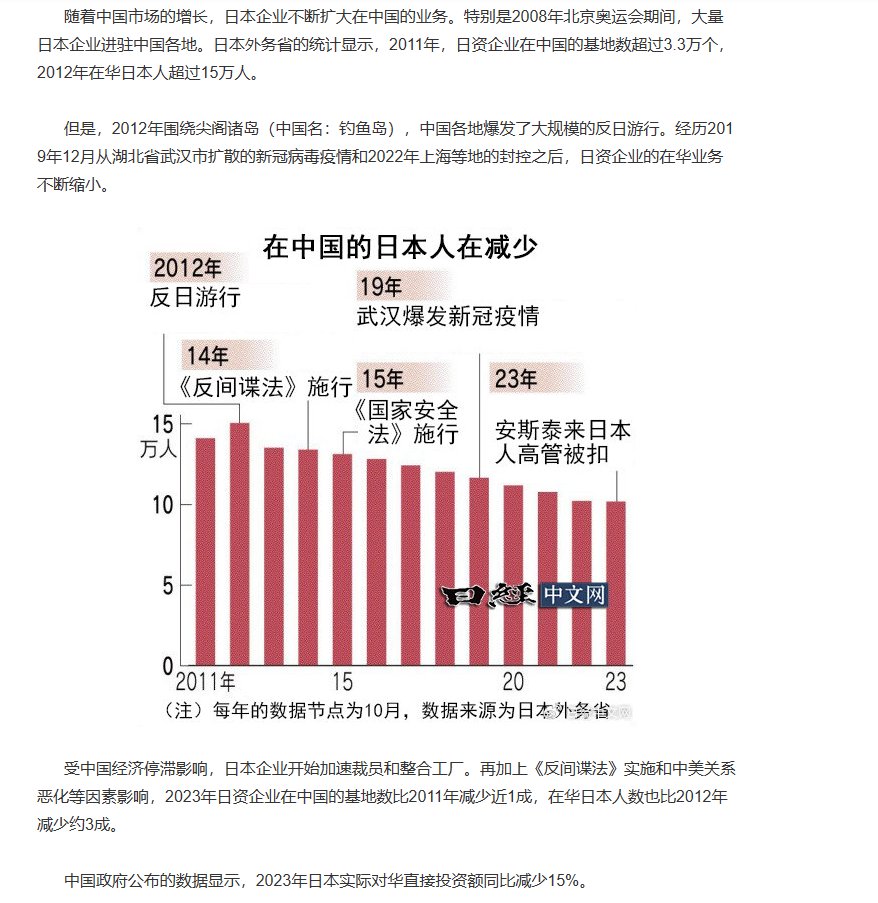 随着中国市场的增长，日本企业不断扩大在中国的业务。特别是2008年北京奥运会期间，大量
日本企业进驻中国各地。日本外务省的统计显示，2011年，日资企业在中国的基地数超过3.3万个，
2012年在华日本人超过15万人。
但是，2012年围绕尖阁诸岛（中国名：钓鱼岛），中国各地爆发了大规模的反日游行。经历201
9年12月从湖北省武汉市扩散的新冠病毒疫情和2022年上海等地的封控之后，日资企业的在华业务
不断缩小。
在中国的日本人在减少
2012年
反日游行
19年
武汉爆发新冠疫情
14年
《反间谍法》施行
15年
《国家安全
法》施行
23年
安斯泰来日本
人高管被扣
15
万人
10
5
0
日經 中文网
2011年 15 20 23
（注）每年的数据节点为10月，数据来源为日本外务省
受中国经济停滞影响，日本企业开始加速裁员和整合工厂。再加上《反间谍法》实施和中美关系
恶化等因素影响，2023年日资企业在中国的基地数比2011年减少近1成，在华日本人数也比2012年
减少约3成。
中国政府公布的数据显示，2023年日本实际对华直接投资额同比减少15%。